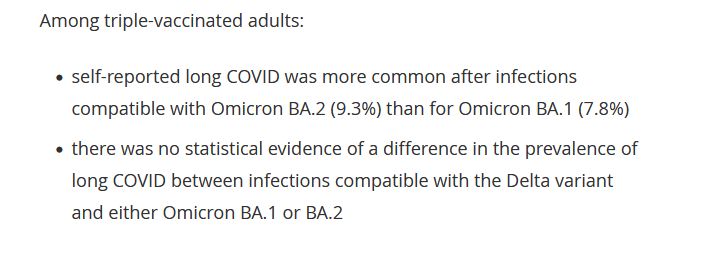 Among triple-vaccinated adults:
• self-reported long COVID was more common after infections
compatible with Omicron BA.2 (9.3%) than for Omicron BA.1 (7.8%)
• there was no statistical evidence of a difference in the prevalence of
long COVID between infections compatible with the Delta variant
and either Omicron BA.1 or BA.2